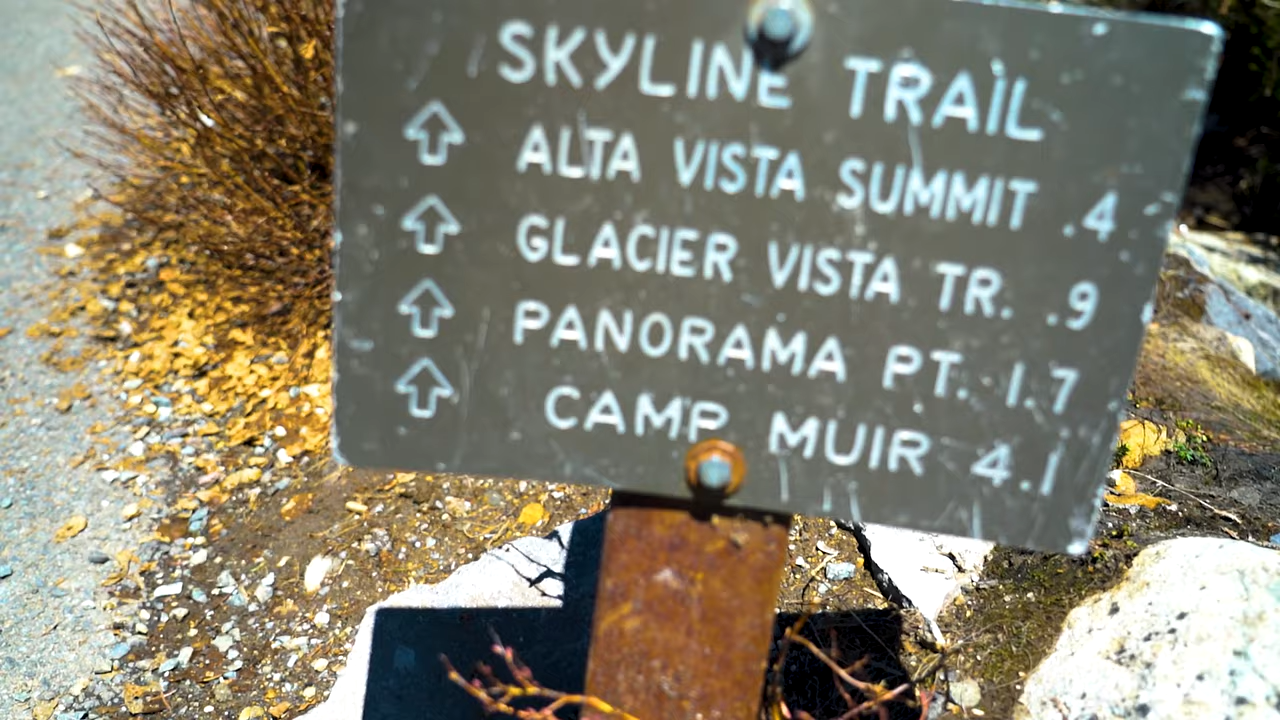 SKYLINE TRAIL
ALTA VISTA SUMMIT .4
GLACIER VISTA TR. .9
PANORAMA PT. 1.7
CAMP MUIR 4.1